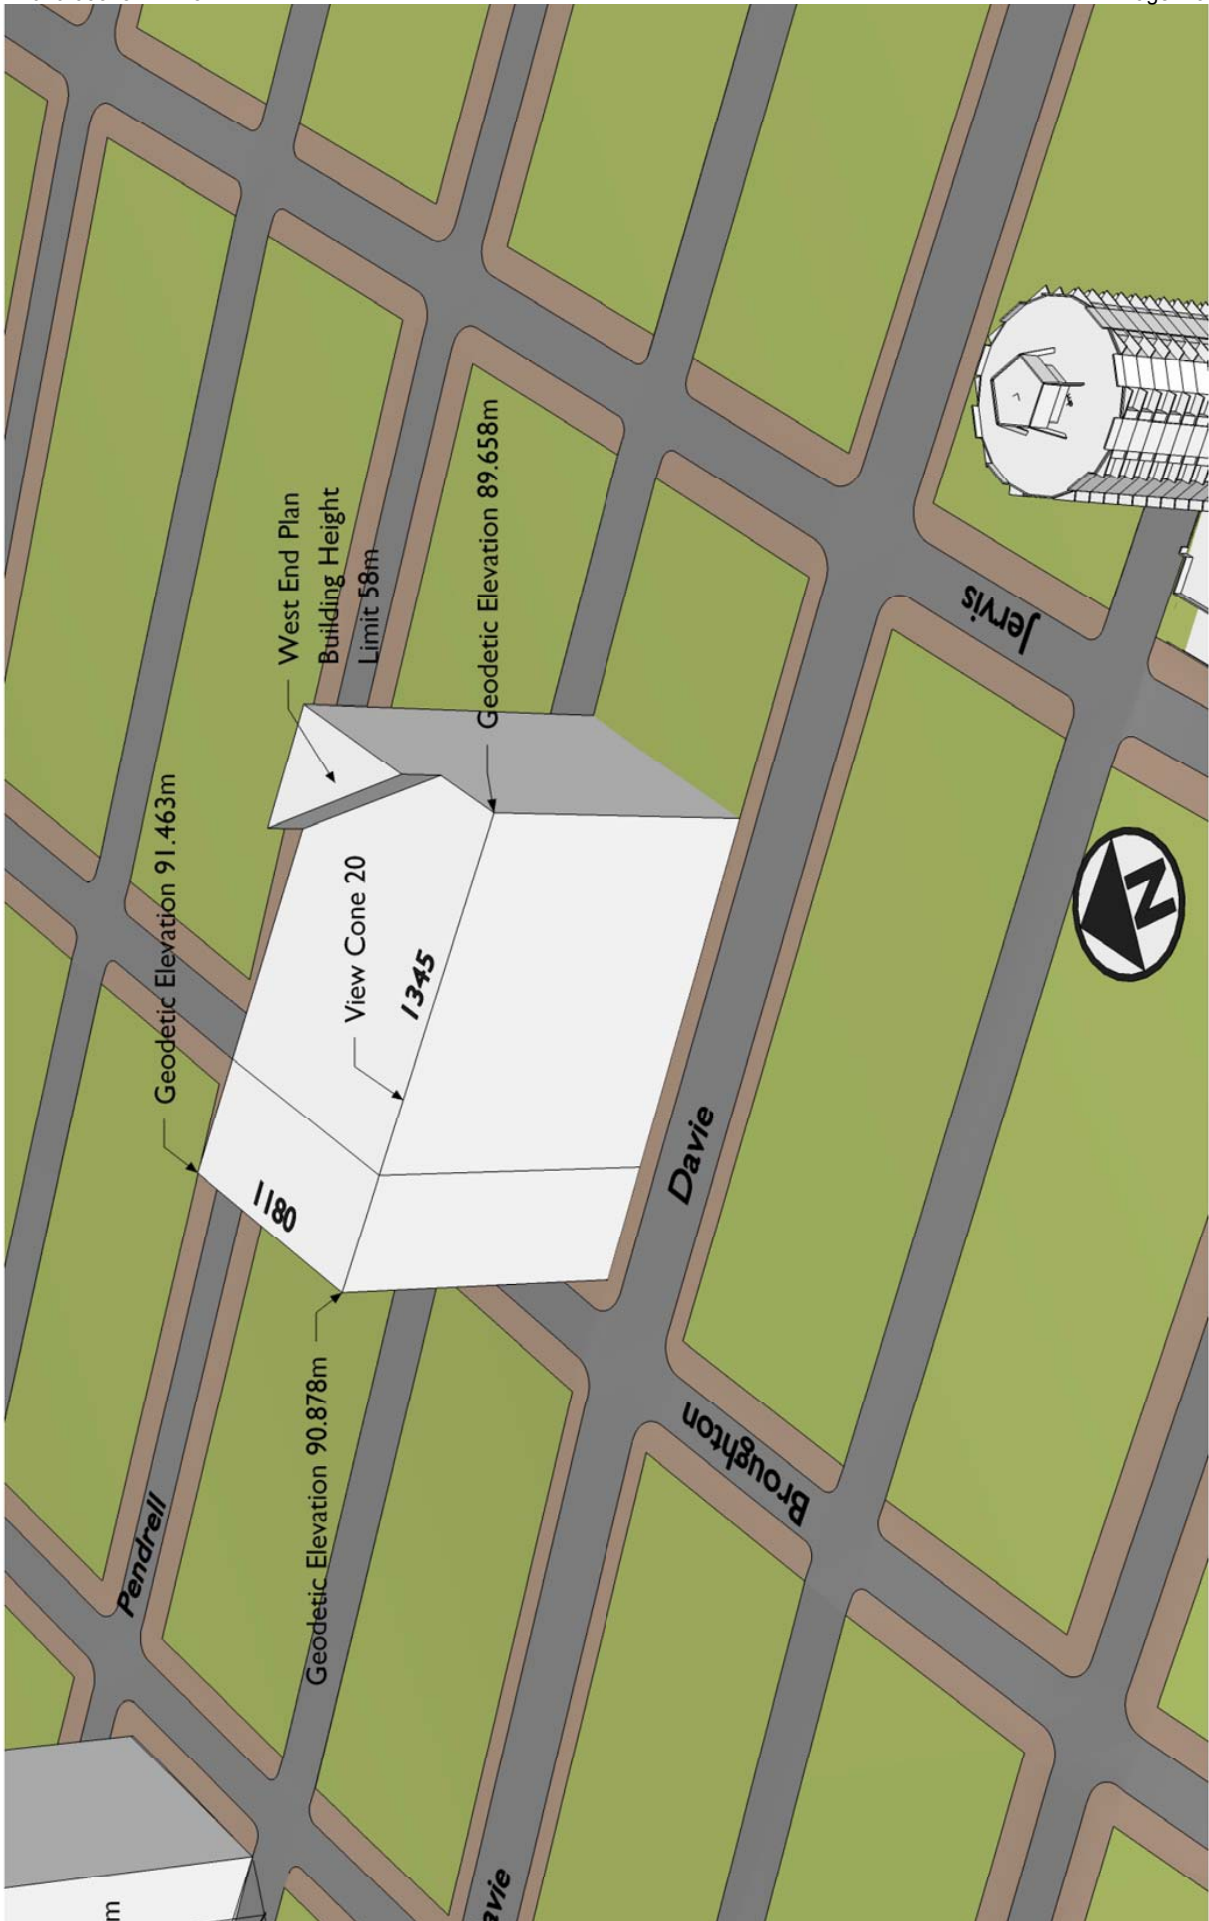 West End Plan
Building Height
Limit 58m
Geodetic Elevation 89.658m
Geodetic Elevation 91.463m
View Cone 20
1345
1180
Geodetic Elevation 90.878m
Jervis
Davie
Broughton
Pendrell
N